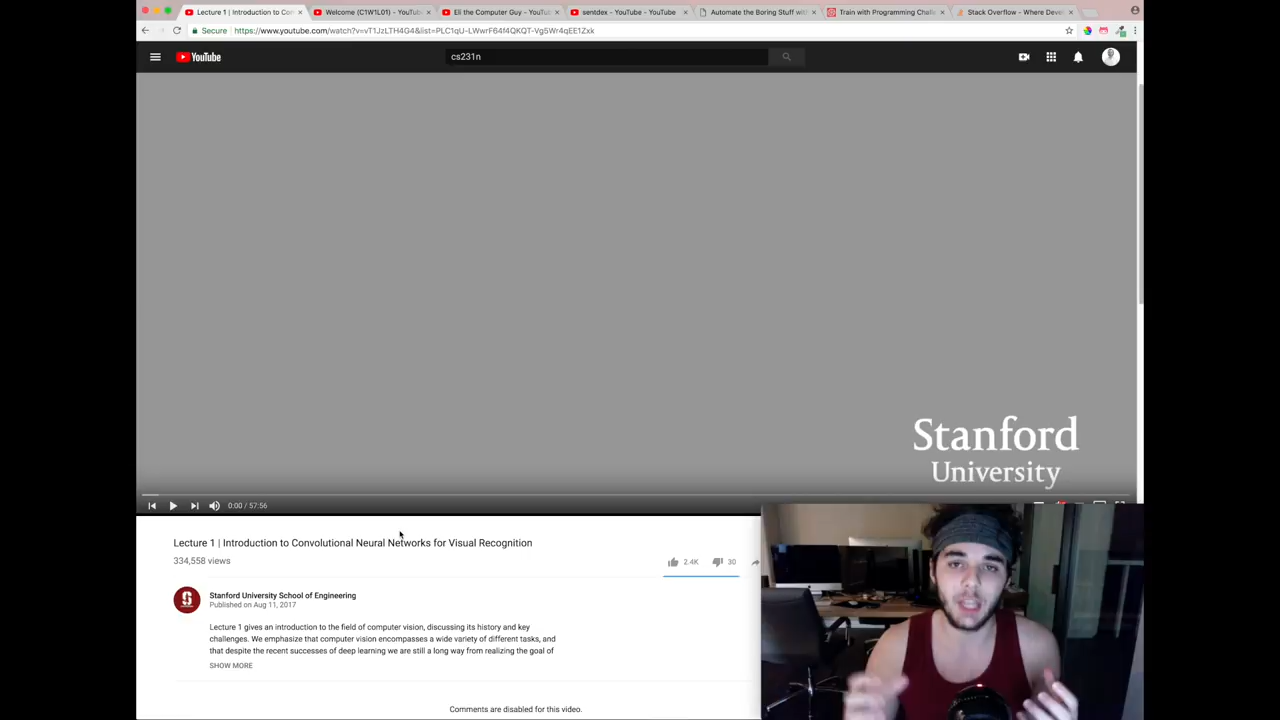 Lecture 1 | Introduction to Con
Welcome (C1W1L01) - YouTube
Eli the Computer Guy - YouTub
sentdex - YouTube - YouTube
Automate the Boring Stuff with
Train with Programming Challe
Stack Overflow - Where Devel
Secure
https://www.youtube.com/watch?v=vT1JzLTH4G4&list=PLC1qU-LWwrF64f4QKQT-Vg5Wr4qEE1Zxk
YouTube
cs231n
Stanford
University
0:00 / 57:56
Lecture 1 | Introduction to Convolutional Neural Networks for Visual Recognition
334,558 views
2.4K
30
Stanford University School of Engineering
Published on Aug 11, 2017
Lecture 1 gives an introduction to the field of computer vision, discussing its history and key
challenges. We emphasize that computer vision encompasses a wide variety of different tasks, and
that despite the recent successes of deep learning we are still a long way from realizing the goal of
SHOW MORE
Comments are disabled for this video.